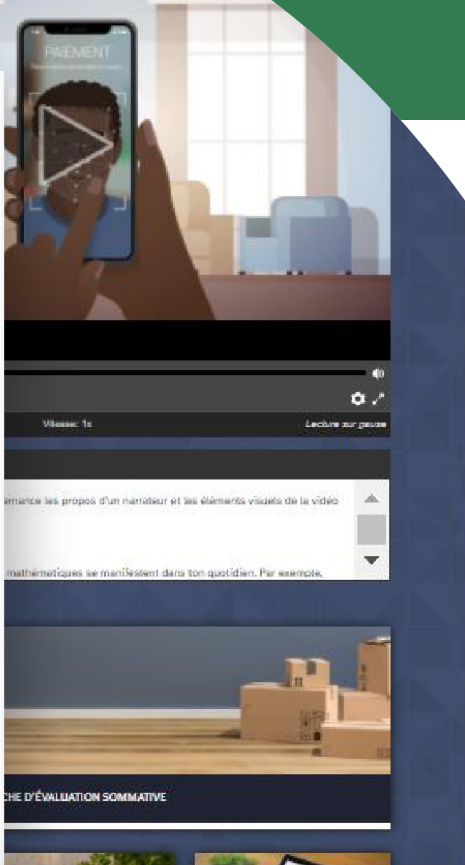 PAIEMENT
Vitesse: 1x
Lecture sur pause
ernance les propos d'un narrateur et les éléments visuels de la vidéo
mathématiques se manifestent dans ton quotidien. Par exemple,
CHE D'ÉVALUATION SOMMATIVE